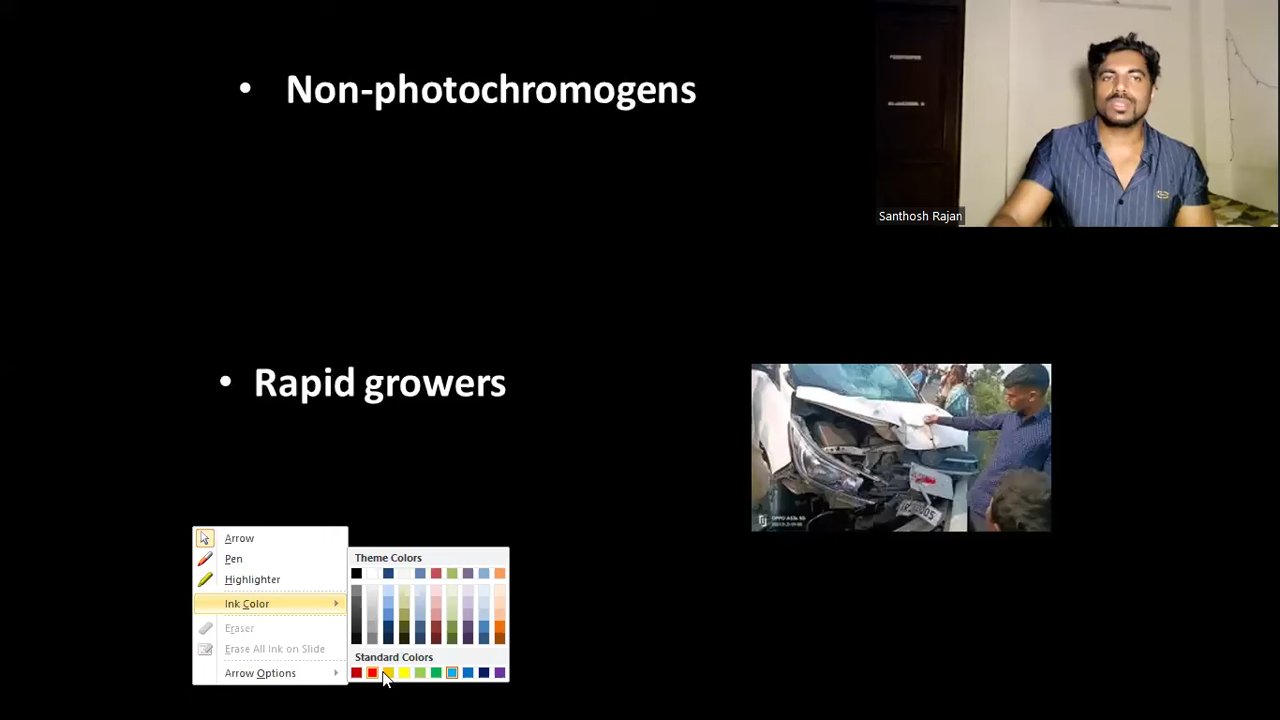 • Non-photochromogens
Santhosh Rajan
• Rapid growers
Arrow
Pen
Highlighter
Ink Color
Eraser
Erase All Ink on Slide
Arrow Options
Theme Colors
Standard Colors